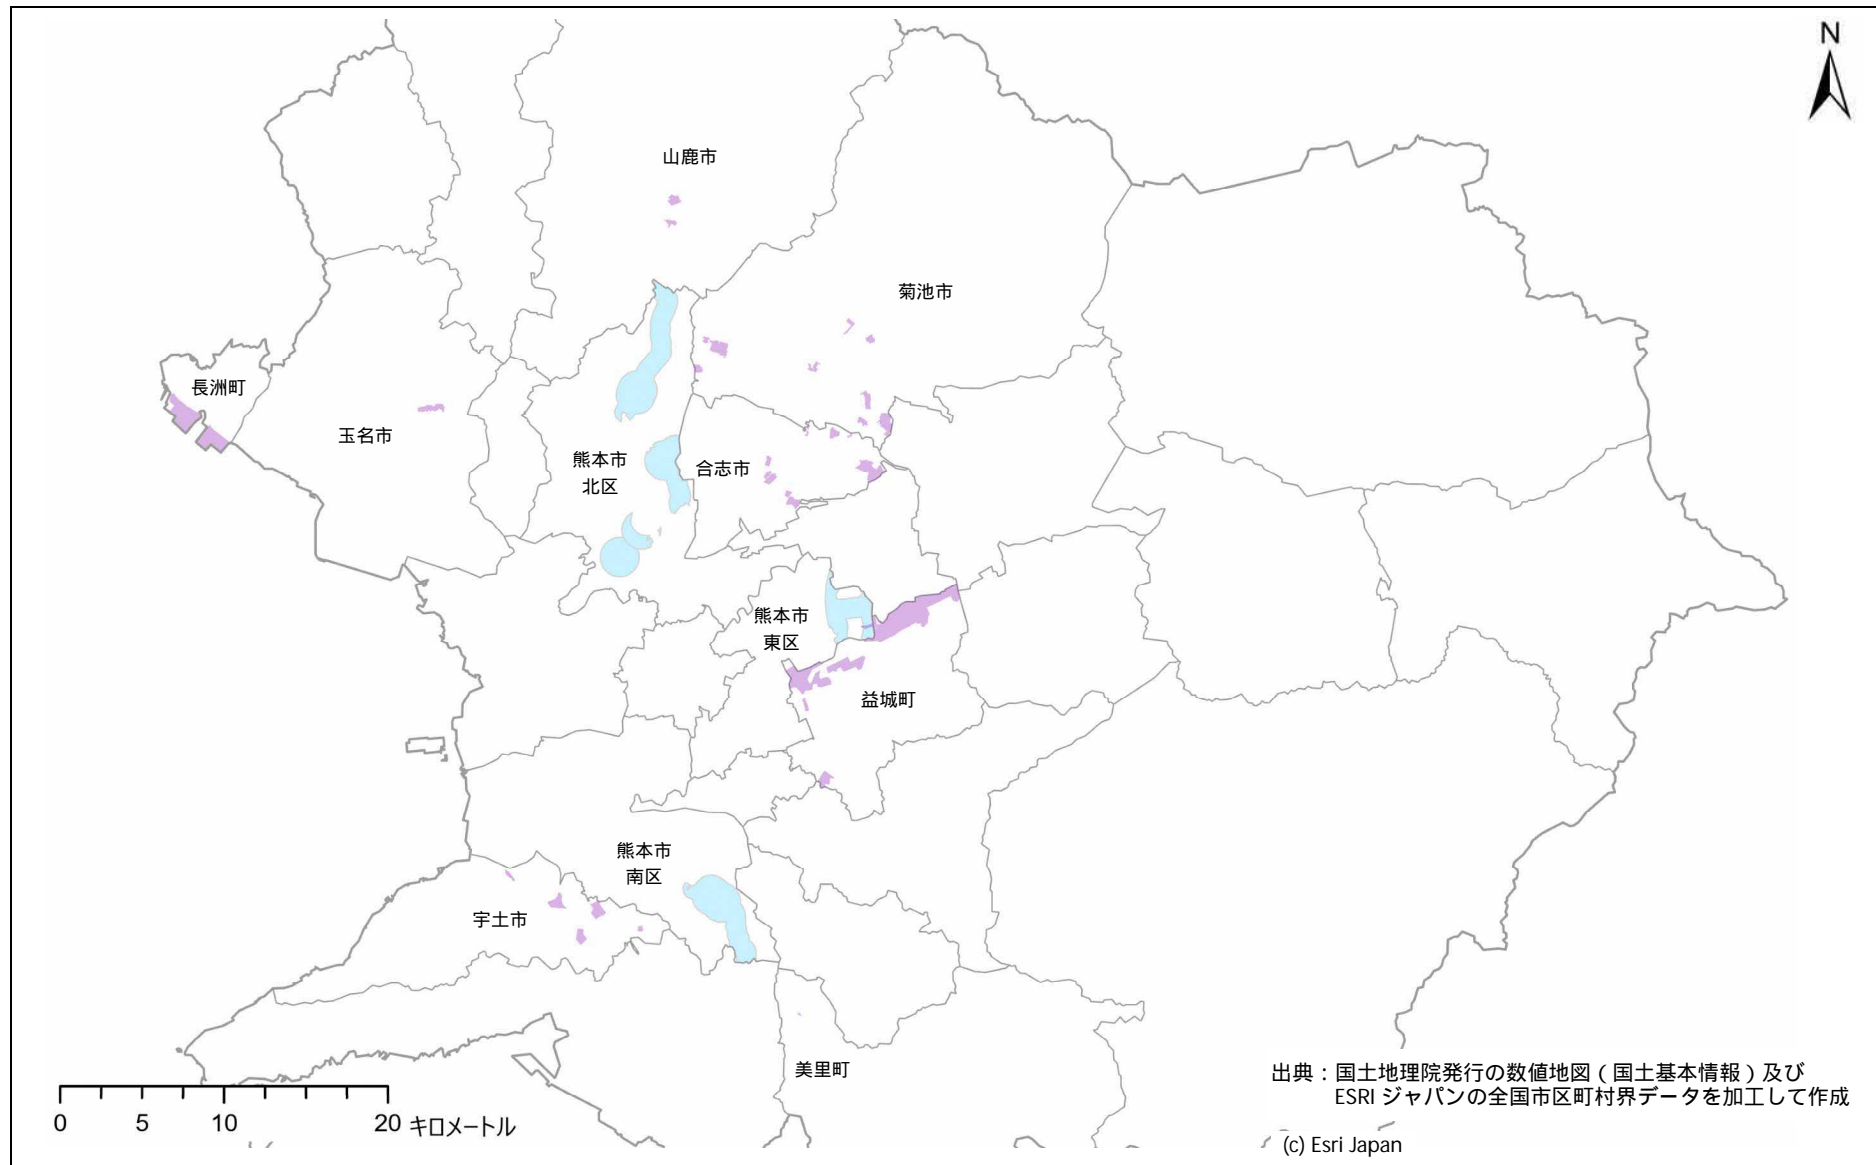 N
山鹿市
菊池市
長洲町
玉名市
熊本市
北区
合志市
熊本市
東区
益城町
熊本市
南区
宇土市
美里町
出典：国土地理院発行の数値地図（国土基本情報）及び
ESRI ジャパンの全国市区町村界データを加工して作成
0 5 10 20 キロメートル
(c) Esri Japan